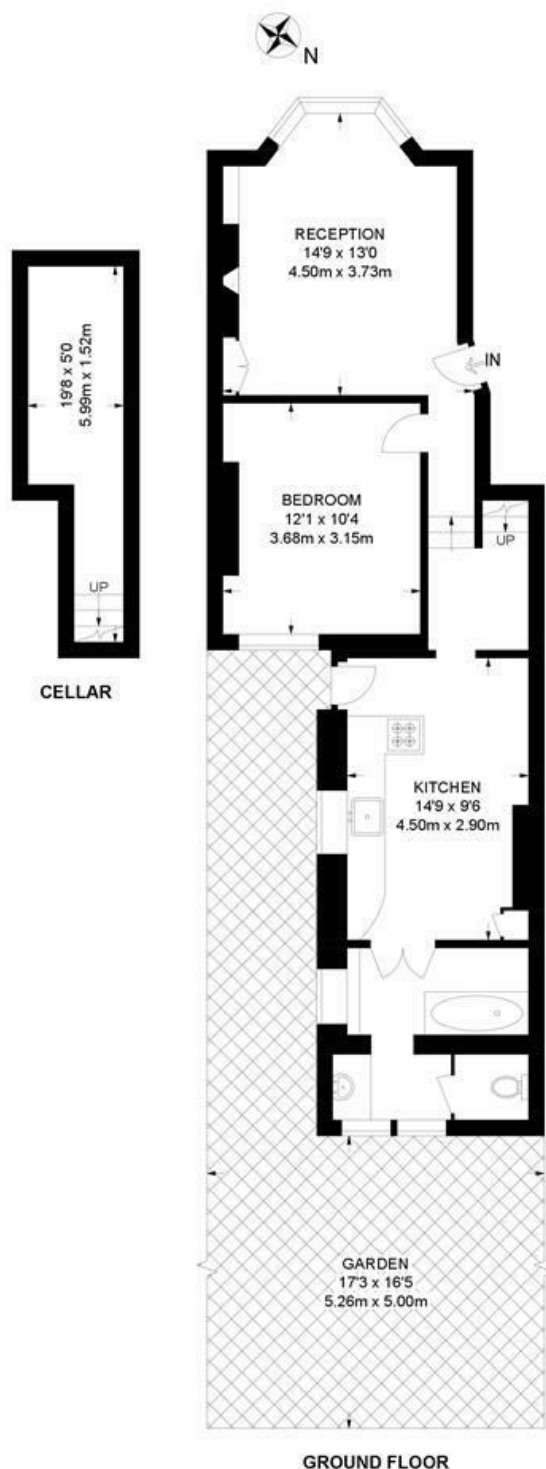 N
RECEPTION
14'9 x 13'0
4.50m x 3.73m
IN
19'8 x 5'0
5.99m x 1.52m
UP
CELLAR
BEDROOM
12'1 x 10'4
3.68m x 3.15m
UP
KITCHEN
14'9 x 9'6
4.50m x 2.90m
GARDEN
17'3 x 16'5
5.26m x 5.00m
GROUND FLOOR